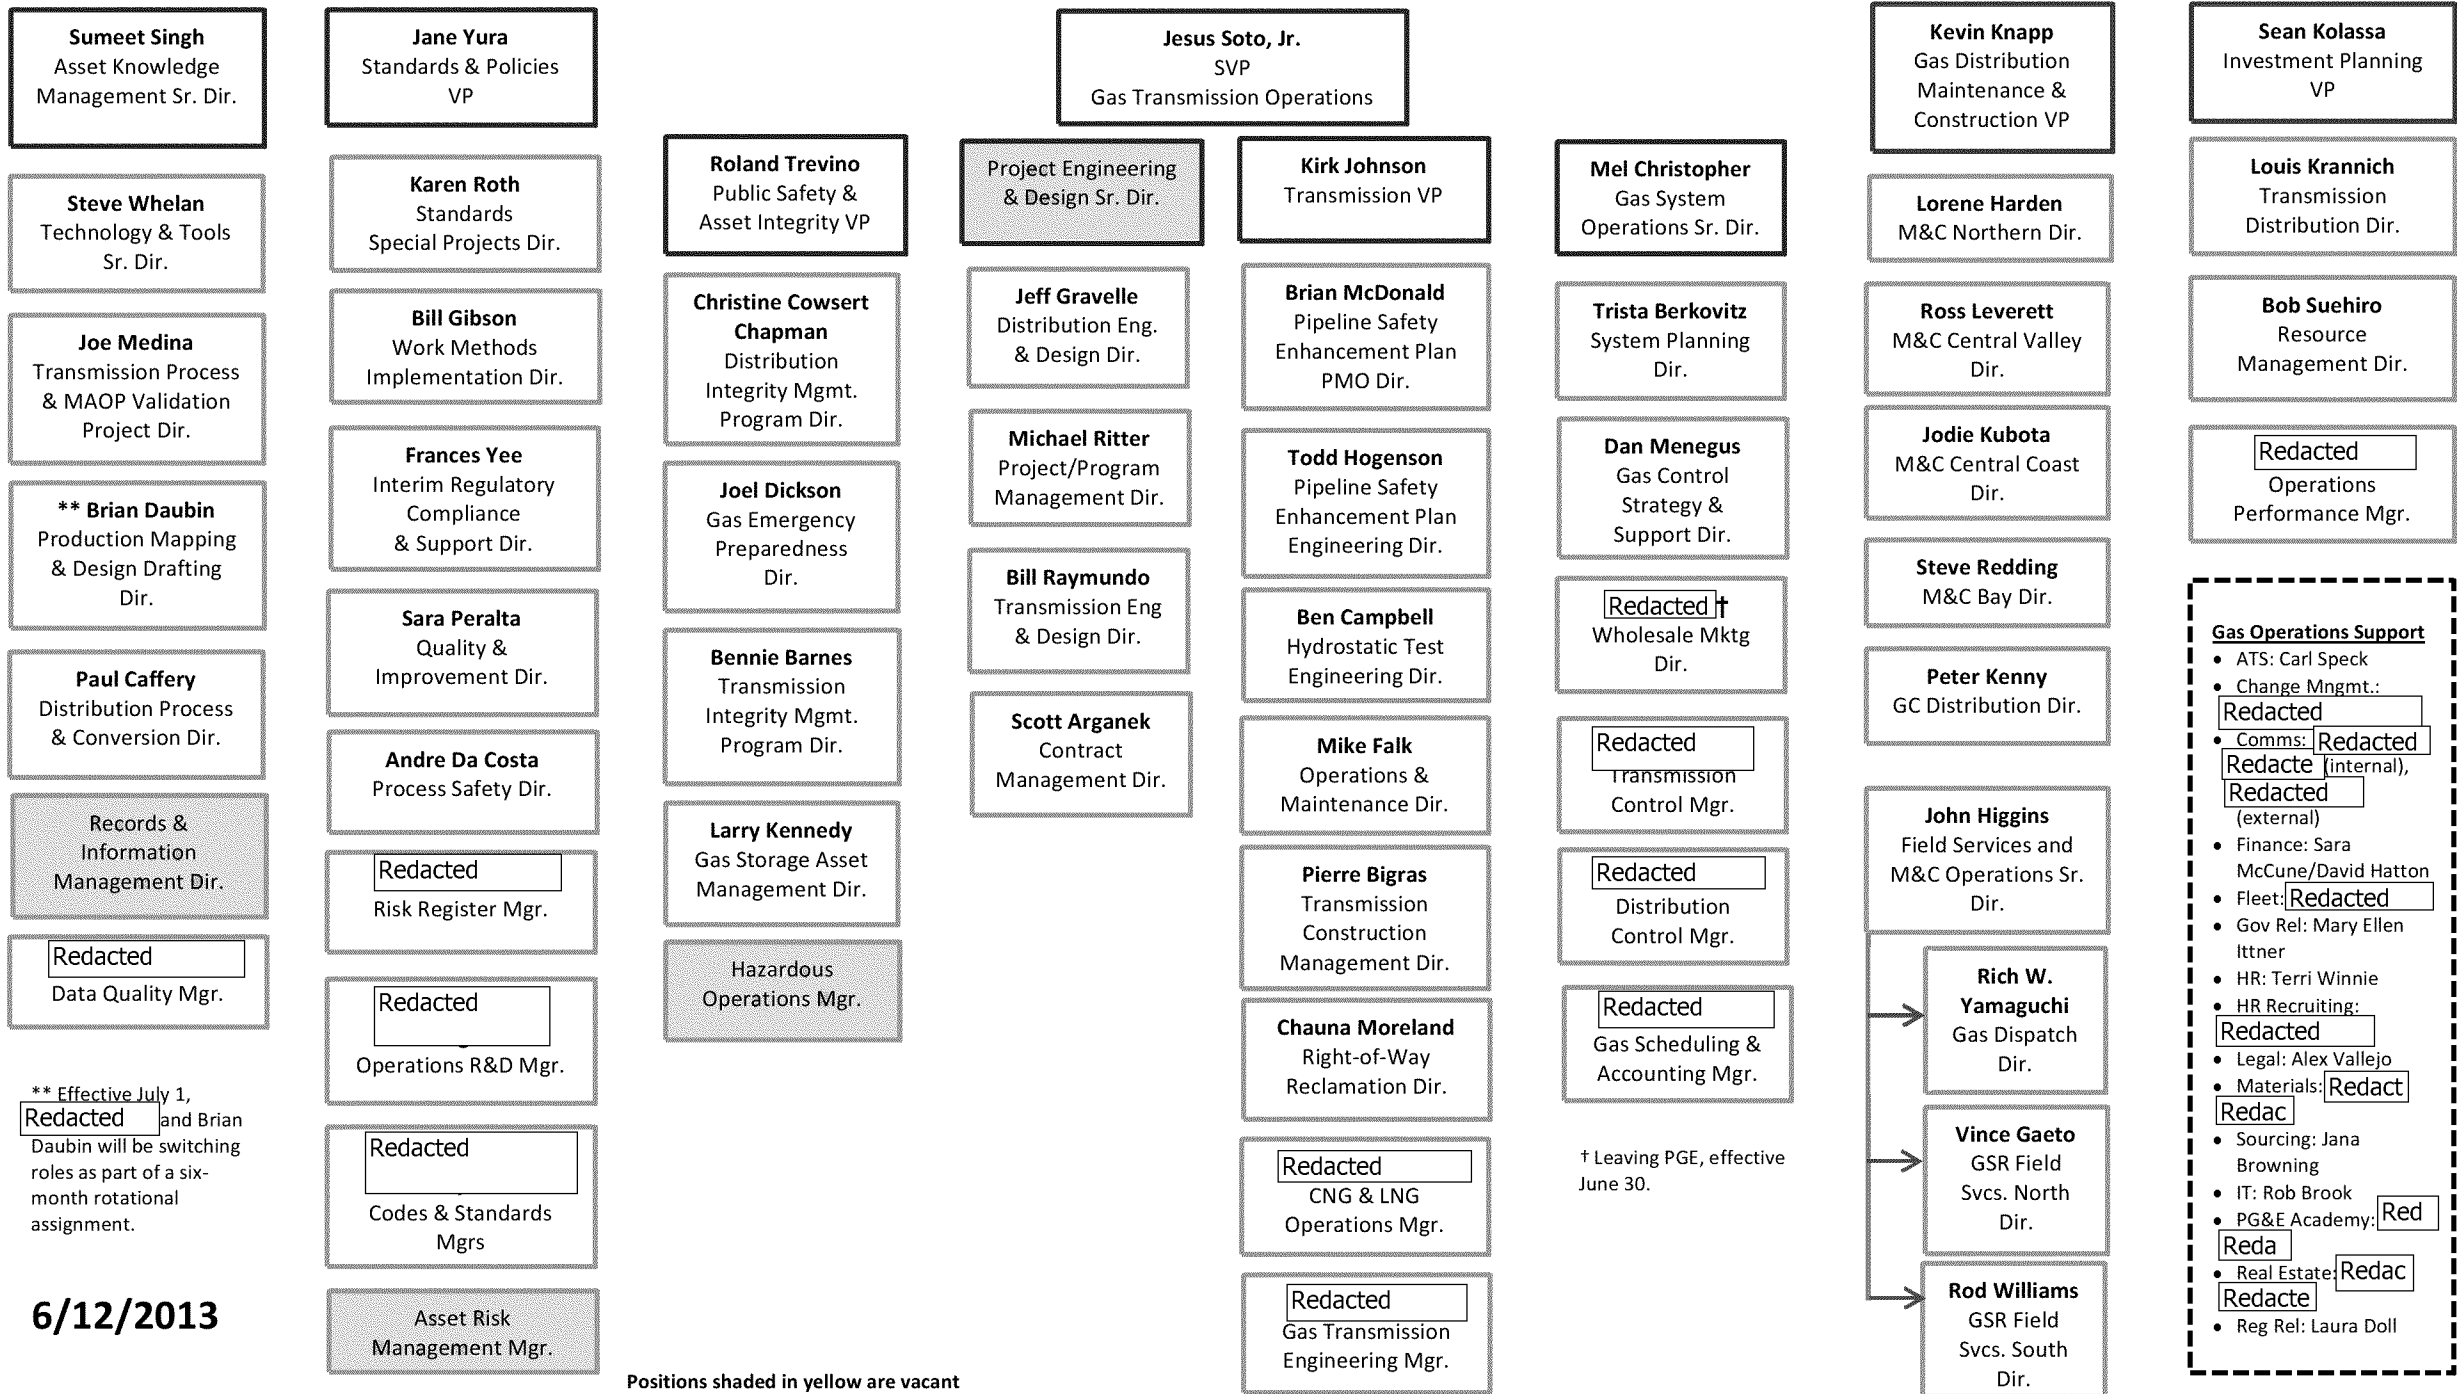 Sumeet Singh
Asset Knowledge
Management Sr. Dir.
Steve Whelan
Technology & Tools
Sr. Dir.
Joe Medina
Transmission Process
& MAOP Validation
Project Dir.
** Brian Daubin
Production Mapping
& Design Drafting
Dir.
Paul Caffery
Distribution Process
& Conversion Dir.
Records &
Information
Management Dir.
Redacted
Data Quality Mgr.
** Effective July 1,
Redacted and Brian
Daubin will be switching
roles as part of a six-
month rotational
assignment.
6/12/2013
Jane Yura
Standards & Policies
VP
Karen Roth
Standards
Special Projects Dir.
Bill Gibson
Work Methods
Implementation Dir.
Frances Yee
Interim Regulatory
Compliance
& Support Dir.
Sara Peralta
Quality &
Improvement Dir.
Andre Da Costa
Process Safety Dir.
Redacted
Risk Register Mgr.
Redacted
Operations R&D Mgr.
Redacted
Codes & Standards
Mgrs
Asset Risk
Management Mgr.
Jesus Soto, Jr.
SVP
Gas Transmission Operations
Roland Trevino
Public Safety &
Asset Integrity VP
Christine Cowsert
Chapman
Distribution
Integrity Mgmt.
Program Dir.
Joel Dickson
Gas Emergency
Preparedness
Dir.
Bennie Barnes
Transmission
Integrity Mgmt.
Program Dir.
Larry Kennedy
Gas Storage Asset
Management Dir.
Hazardous
Operations Mgr.
Project Engineering
& Design Sr. Dir.
Jeff Gravelle
Distribution Eng.
& Design Dir.
Michael Ritter
Project/Program
Management Dir.
Bill Raymundo
Transmission Eng
& Design Dir.
Scott Arganek
Contract
Management Dir.
Kirk Johnson
Transmission VP
Brian McDonald
Pipeline Safety
Enhancement Plan
PMO Dir.
Todd Hogenson
Pipeline Safety
Enhancement Plan
Engineering Dir.
Ben Campbell
Hydrostatic Test
Engineering Dir.
Mike Falk
Operations &
Maintenance Dir.
Pierre Bigras
Transmission
Construction
Management Dir.
Chauna Moreland
Right-of-Way
Reclamation Dir.
Redacted
CNG & LNG
Operations Mgr.
Redacted
Gas Transmission
Engineering Mgr.
Mel Christopher
Gas System
Operations Sr. Dir.
Trista Berkovitz
System Planning
Dir.
Dan Menegus
Gas Control
Strategy &
Support Dir.
Redacted †
Wholesale Mktg
Dir.
Redacted
Transmission
Control Mgr.
Redacted
Distribution
Control Mgr.
Redacted
Gas Scheduling &
Accounting Mgr.
† Leaving PGE, effective
June 30.
Kevin Knapp
Gas Distribution
Maintenance &
Construction VP
Lorene Harden
M&C Northern Dir.
Ross Leverett
M&C Central Valley
Dir.
Jodie Kubota
M&C Central Coast
Dir.
Steve Redding
M&C Bay Dir.
Peter Kenny
GC Distribution Dir.
John Higgins
Field Services and
M&C Operations Sr.
Dir.
Rich W.
Yamaguchi
Gas Dispatch
Dir.
Vince Gaeto
GSR Field
Svcs. North
Dir.
Rod Williams
GSR Field
Svcs. South
Dir.
Sean Kolassa
Investment Planning
VP
Louis Krannich
Transmission
Distribution Dir.
Bob Suehiro
Resource
Management Dir.
Redacted
Operations
Performance Mgr.
Gas Operations Support
• ATS: Carl Speck
• Change Mngmt.:
Redacted
• Comms: Redacted
Redacte (internal),
Redacted
(external)
• Finance: Sara
McCune/David Hatton
• Fleet: Redacted
• Gov Rel: Mary Ellen
Ittner
• HR: Terri Winnie
• HR Recruiting:
Redacted
• Legal: Alex Vallejo
• Materials: Redact
Redac
• Sourcing: Jana
Browning
• IT: Rob Brook
• PG&E Academy: Red
Reda
• Real Estate: Redac
Redacte
• Reg Rel: Laura Doll
Positions shaded in yellow are vacant